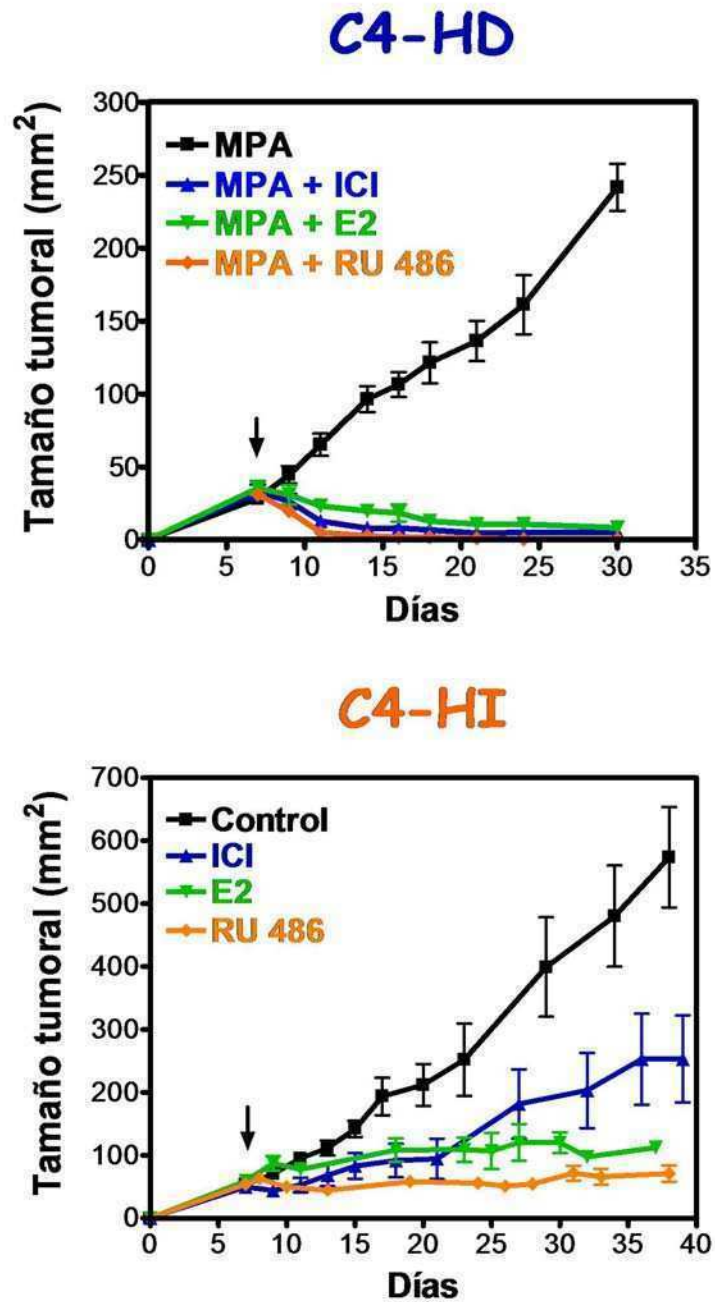 C4-HD
300
MPA
MPA + ICI
MPA + E2
MPA + RU 486
250
200
150
100
50
0
Tamaño tumoral (mm²)
0 5 10 15 20 25 30 35
Días
C4-HI
700
Control
ICI
E2
RU 486
600
500
400
300
200
100
0
Tamaño tumoral (mm²)
0 5 10 15 20 25 30 35 40
Días